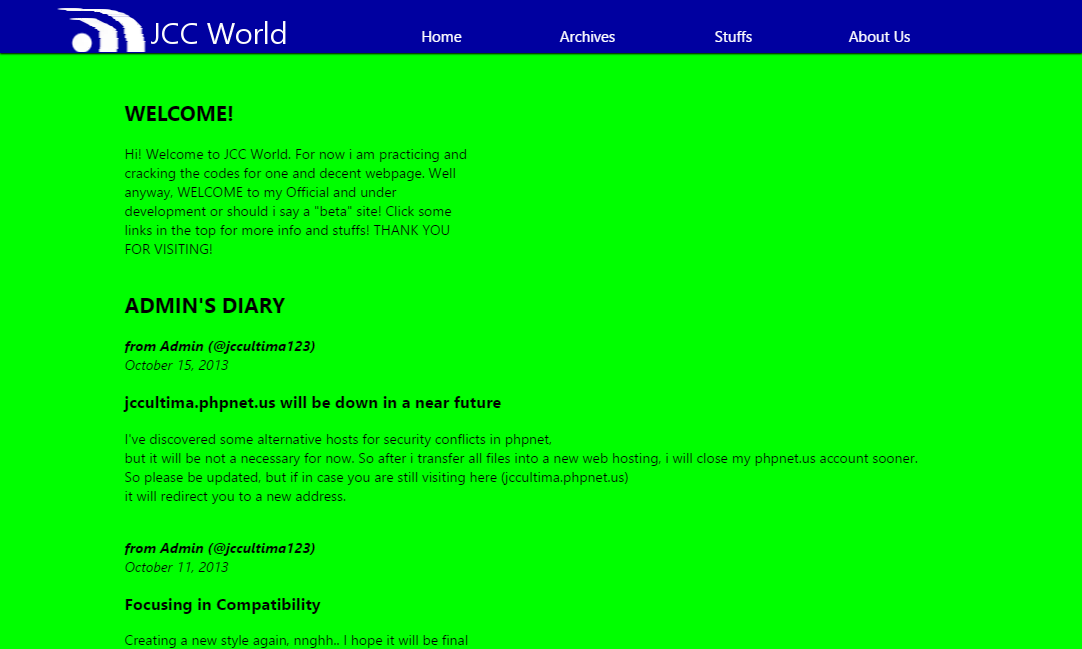 JCC World
Home Archives Stuffs About Us
WELCOME!
Hi! Welcome to JCC World. For now i am practicing and
cracking the codes for one and decent webpage. Well
anyway, WELCOME to my Official and under
development or should i say a "beta" site! Click some
links in the top for more info and stuffs! THANK YOU
FOR VISITING!
ADMIN'S DIARY
from Admin (@jccultima123)
October 15, 2013
jccultima.phpnet.us will be down in a near future
I've discovered some alternative hosts for security conflicts in phpnet,
but it will be not a necessary for now. So after i transfer all files into a new web hosting, i will close my phpnet.us account sooner.
So please be updated, but if in case you are still visiting here (jccultima.phpnet.us)
it will redirect you to a new address.
from Admin (@jccultima123)
October 11, 2013
Focusing in Compatibility
Creating a new style again, nnghh.. I hope it will be final